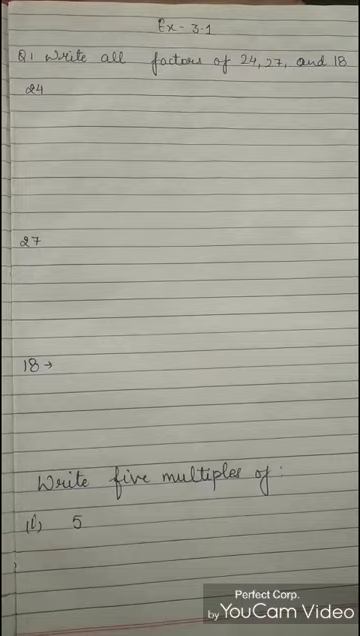 Ex - 3.1
Q1 Write all factors of 24, 27, and 18
24
27
18 →
Write five multiples of :
(i) 5
Perfect Corp.
by YouCam Video